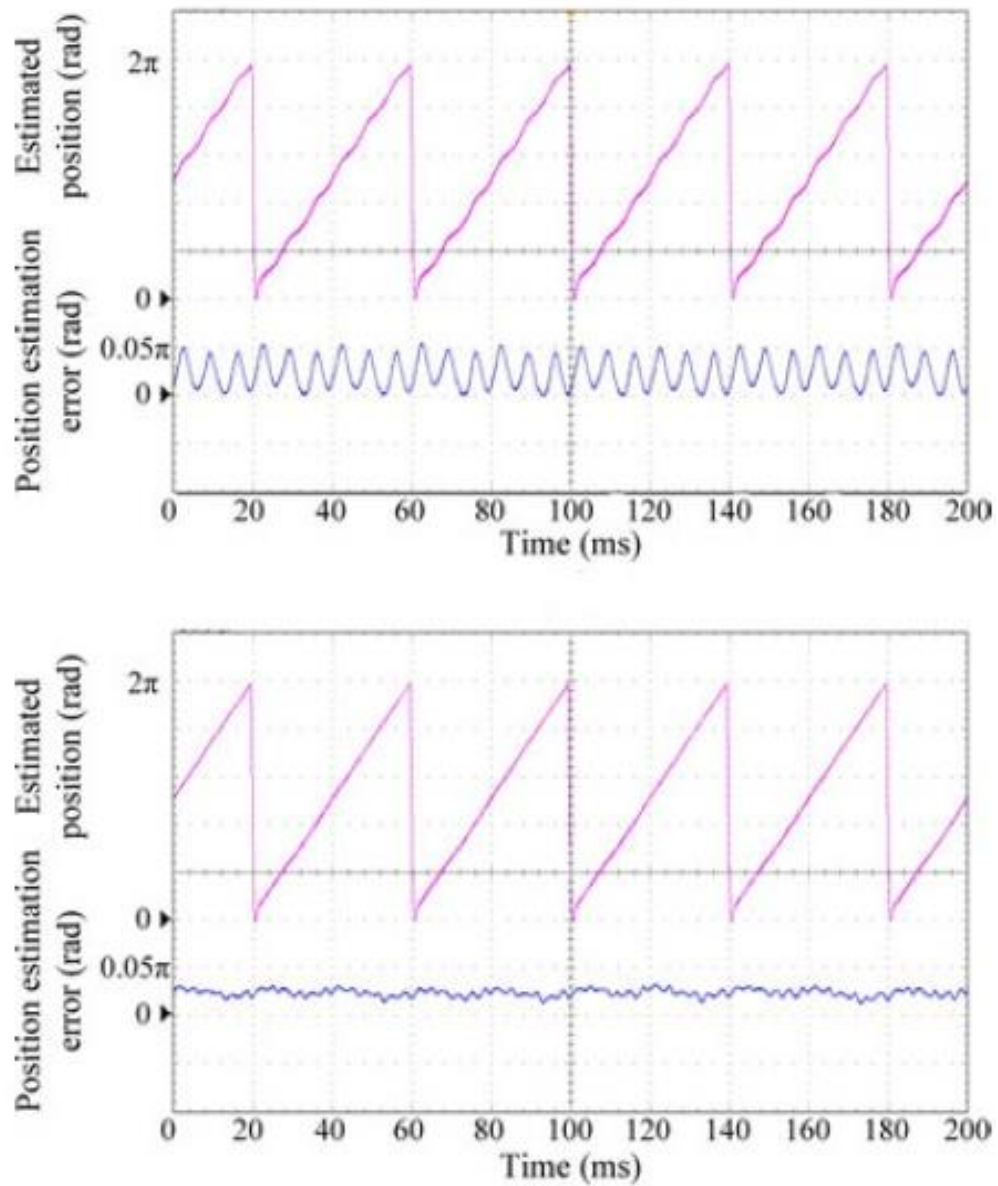 Estimated
position (rad)
Position estimation
error (rad)
2π
0
0.05π
0
0 20 40 60 80 100 120 140 160 180 200
Time (ms)
Estimated
position (rad)
Position estimation
error (rad)
2π
0
0.05π
0
0 20 40 60 80 100 120 140 160 180 200
Time (ms)